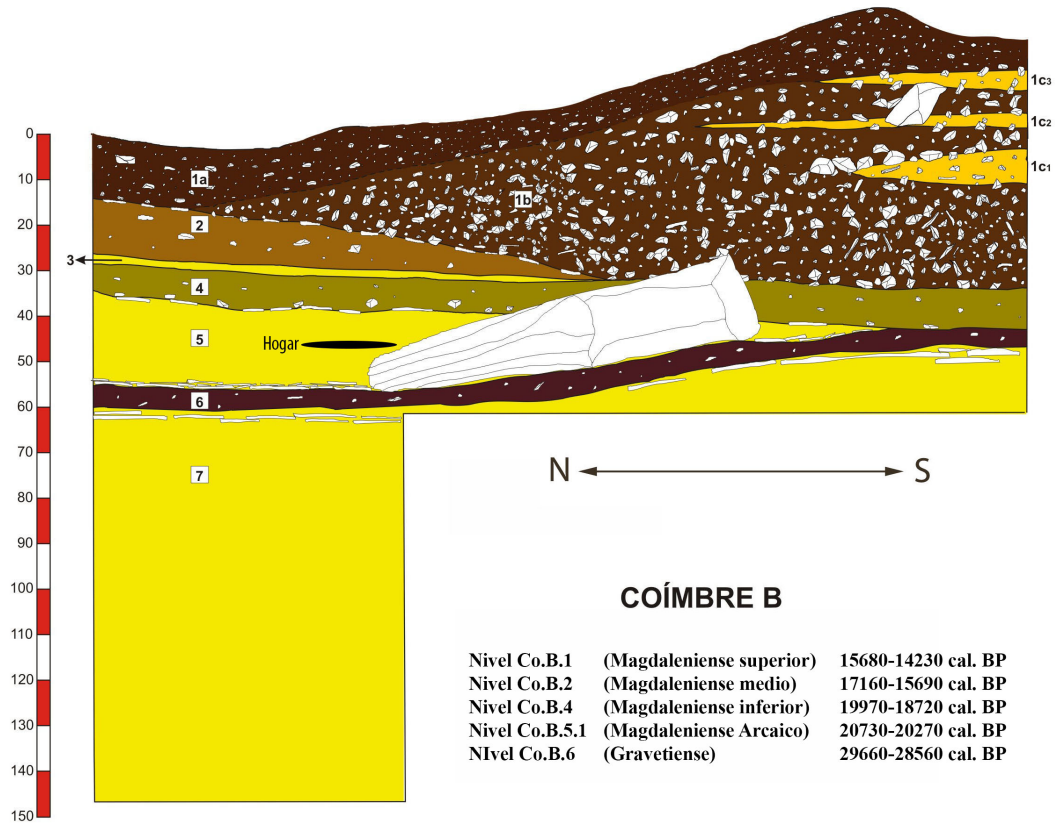 1c3
0
1c2
10
1a
1c1
1b
20
2
3
30
4
40
5
Hogar
50
6
60
70
N S
7
80
90
100
COÍMBRE B
110
Nivel Co.B.1 (Magdaleniense superior) 15680-14230 cal. BP
120
Nivel Co.B.2 (Magdaleniense medio) 17160-15690 cal. BP
Nivel Co.B.4 (Magdaleniense inferior) 19970-18720 cal. BP
130
Nivel Co.B.5.1 (Magdaleniense Arcaico) 20730-20270 cal. BP
NIvel Co.B.6 (Gravetiense) 29660-28560 cal. BP
140
150